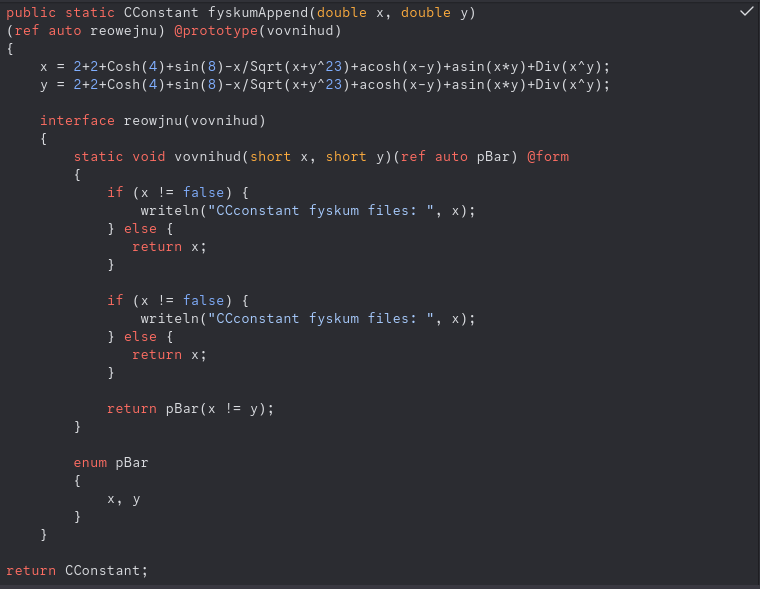 public static CConstant fyskumAppend(double x, double y)
(ref auto reowejnu) @prototype(vovnihud)
{
    x = 2+2+Cosh(4)+sin(8)-x/Sqrt(x+y^23)+acosh(x-y)+asin(x*y)+Div(x^y);
    y = 2+2+Cosh(4)+sin(8)-x/Sqrt(x+y^23)+acosh(x-y)+asin(x*y)+Div(x^y);

    interface reowjnu(vovnihud)
    {
        static void vovnihud(short x, short y)(ref auto pBar) @form
        {
            if (x != false) {
                writeln("CCconstant fyskum files: ", x);
            } else {
               return x;
            }

            if (x != false) {
                writeln("CCconstant fyskum files: ", x);
            } else {
               return x;
            }

            return pBar(x != y);
        }

        enum pBar
        {
            x, y
        }
    }

return CConstant;